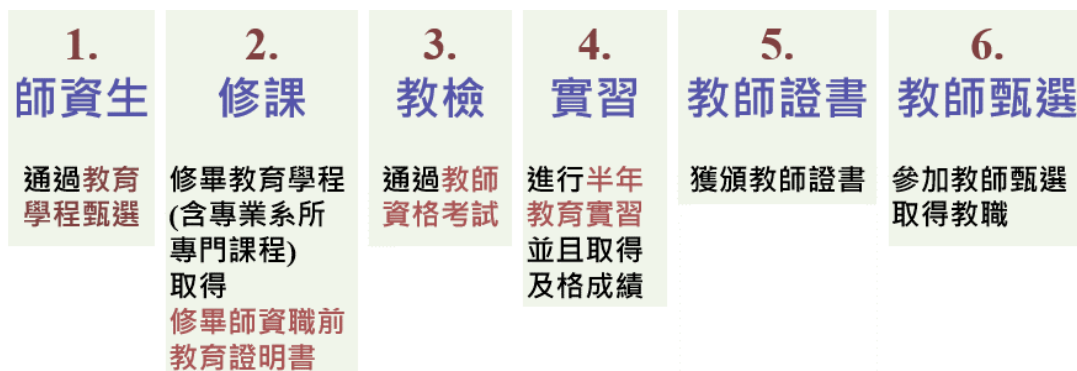 1.
師資生
通過教育
學程甄選
2.
修課
修畢教育學程
(含專業系所
專門課程)
取得
修畢師資職前
教育證明書
3.
教檢
通過教師
資格考試
4.
實習
進行半年
教育實習
並且取得
及格成績
5.
教師證書
獲頒教師證書
6.
教師甄選
參加教師甄選
取得教職